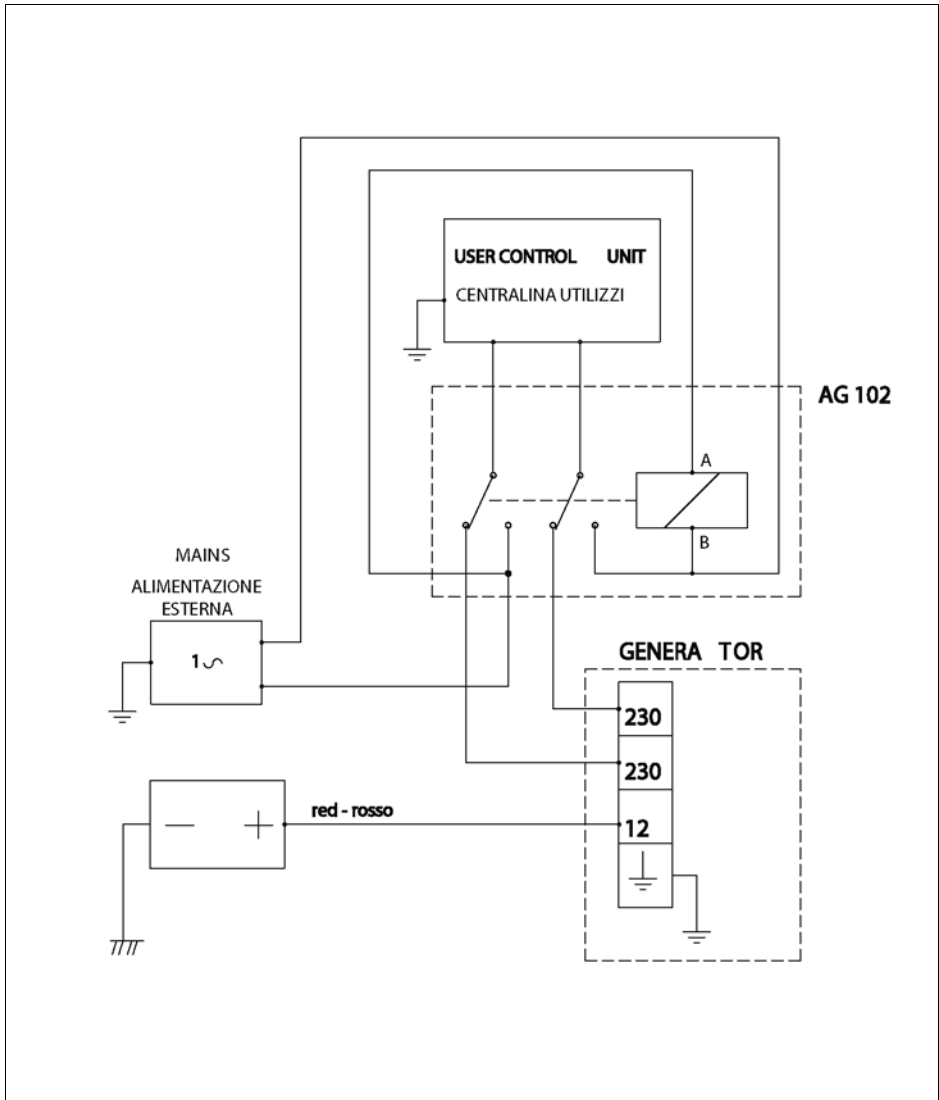 USER CONTROL UNIT
CENTRALINA UTILIZZI
AG 102
A
B
MAINS
ALIMENTAZIONE
ESTERNA
1
GENERA TOR
230
230
red - rosso
12